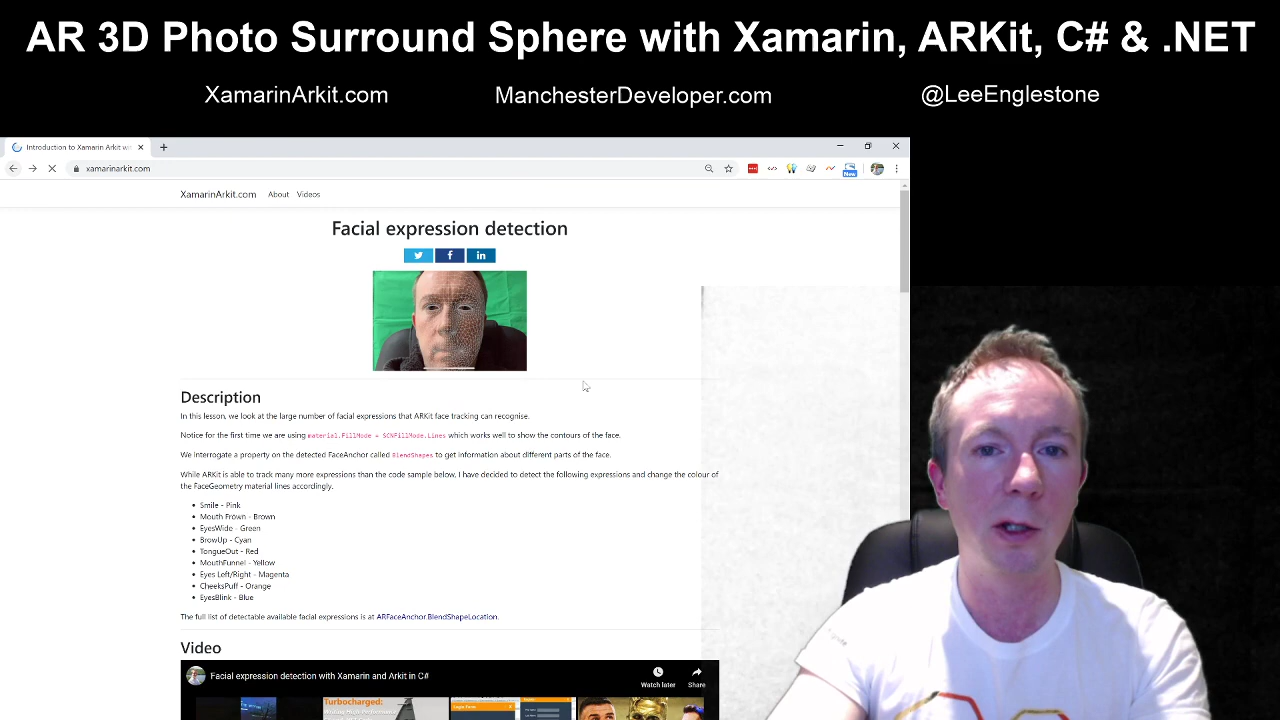 AR 3D Photo Surround Sphere with Xamarin, ARKit, C# & .NET
XamarinArkit.com
ManchesterDeveloper.com
@LeeEnglestone
Introduction to Xamarin Arkit wi
xamarinarkit.com
New
XamarinArkit.com
About
Videos
Facial expression detection
Description
In this lesson, we look at the large number of facial expressions that ARKit face tracking can recognise.
Notice for the first time we are using material.FillMode = SCNFillMode.Lines which works well to show the contours of the face.
We interrogate a property on the detected FaceAnchor called BlendShapes to get information about different parts of the face.
While ARKit is able to track many more expressions than the code sample below, I have decided to detect the following expressions and change the colour of
the FaceGeometry material lines accordingly.
Smile - Pink
Mouth Frown - Brown
EyesWide - Green
BrowUp - Cyan
TongueOut - Red
MouthFunnel - Yellow
Eyes Left/Right - Magenta
CheeksPuff - Orange
EyesBlink - Blue
The full list of detectable available facial expressions is at ARFaceAnchor.BlendShapeLocation.
Video
Facial expression detection with Xamarin and Arkit in C#
Watch later
Share
Turbocharged: